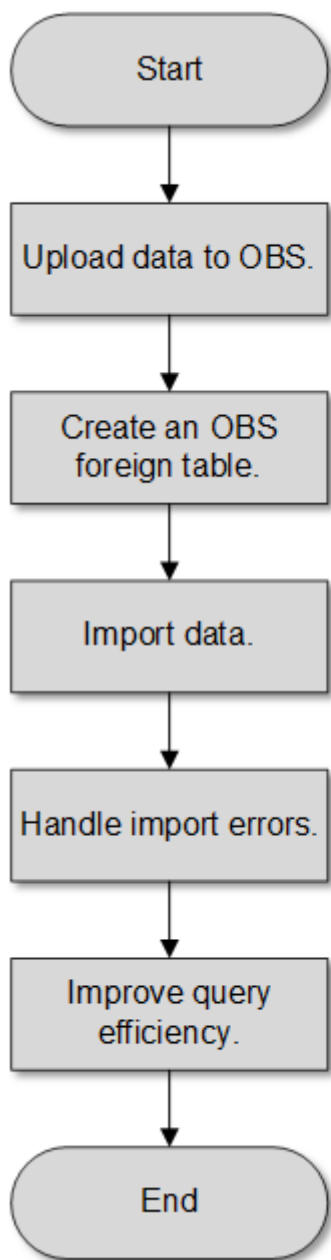 Start
Upload data to OBS.
Create an OBS
foreign table.
Import data.
Handle import errors.
Improve query
efficiency.
End